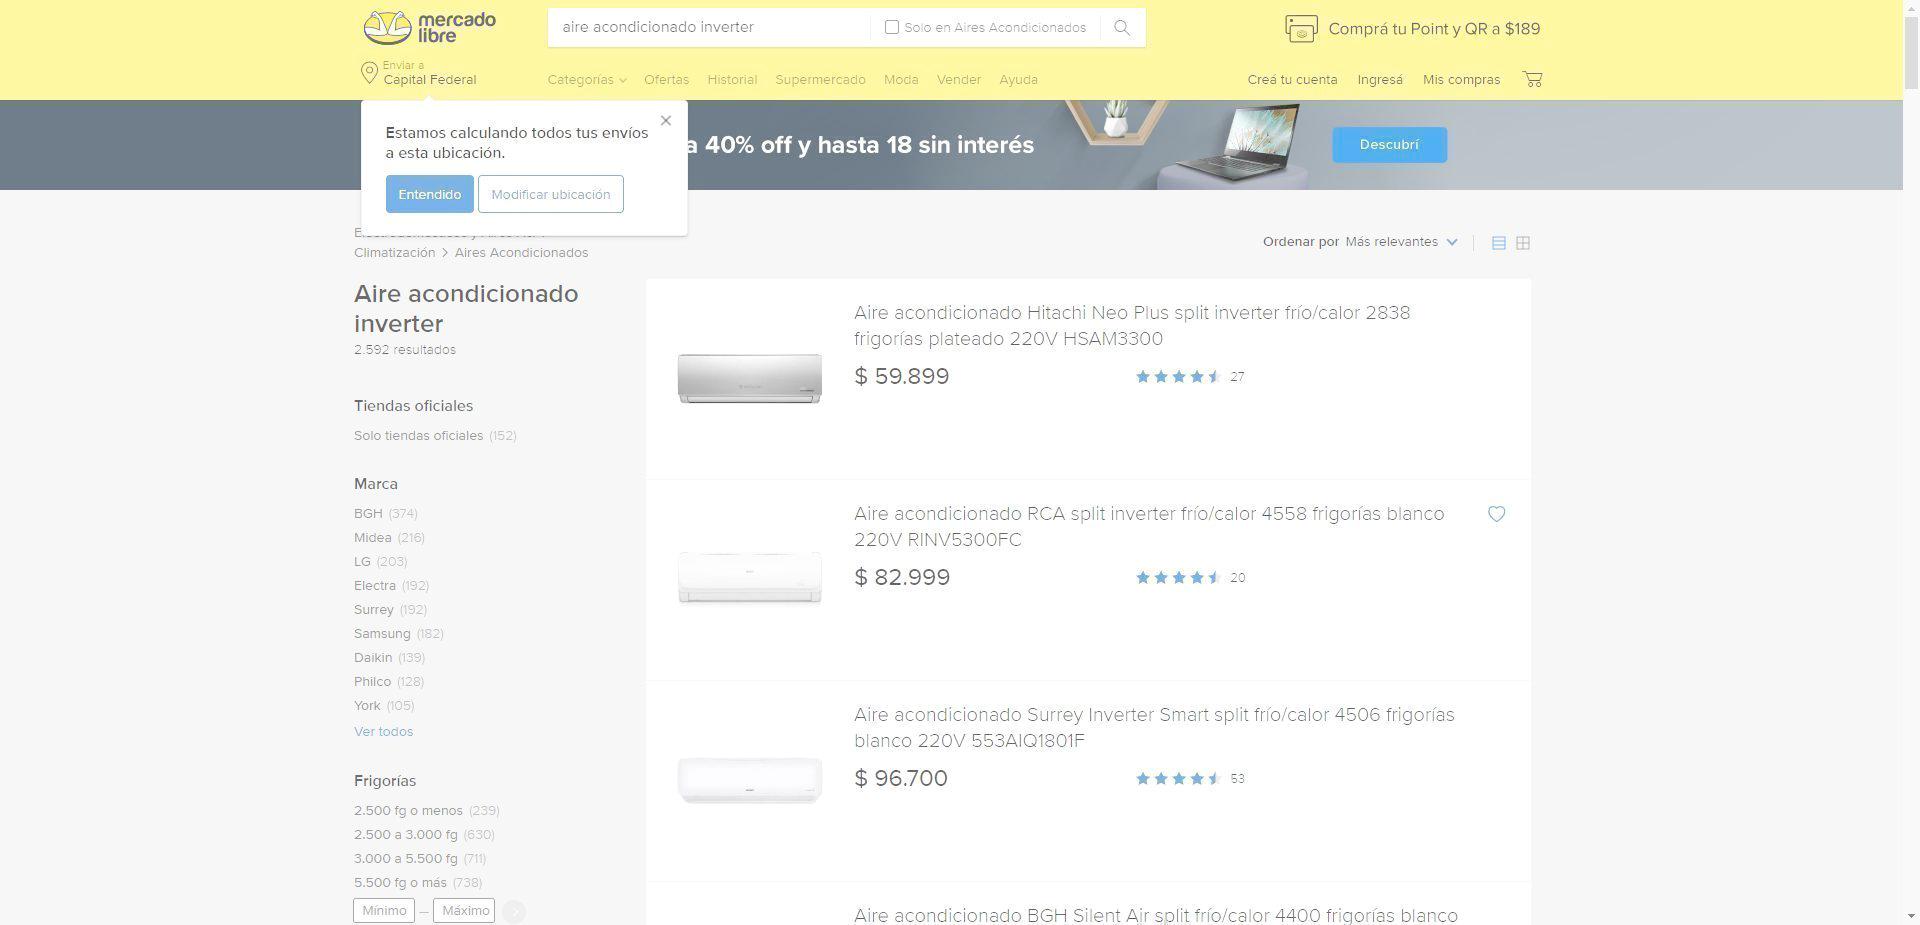 mercado
libre
aire acondicionado inverter
Solo en Aires Acondicionados
Comprá tu Point y QR a $189
Enviar a
Capital Federal
Categorías
Ofertas
Historial
Supermercado
Moda
Vender
Ayuda
Creá tu cuenta
Ingresá
Mis compras
Estamos calculando todos tus envíos
a esta ubicación.
Entendido
Modificar ubicación
a 40% off y hasta 18 sin interés
Descubrí
Climatización > Aires Acondicionados
Ordenar por Más relevantes
Aire acondicionado
inverter
2.592 resultados
Tiendas oficiales
Solo tiendas oficiales (152)
Marca
BGH (374)
Midea (216)
LG (203)
Electra (192)
Surrey (192)
Samsung (182)
Daikin (139)
Philco (128)
York (105)
Ver todos
Frigorías
2.500 fg o menos (239)
2.500 a 3.000 fg (630)
3.000 a 5.500 fg (711)
5.500 fg o más (738)
Mínimo — Máximo
Aire acondicionado Hitachi Neo Plus split inverter frío/calor 2838
frigorías plateado 220V HSAM3300
$ 59.899
27
Aire acondicionado RCA split inverter frío/calor 4558 frigorías blanco
220V RINV5300FC
$ 82.999
20
Aire acondicionado Surrey Inverter Smart split frío/calor 4506 frigorías
blanco 220V 553AIQ1801F
$ 96.700
53
Aire acondicionado BGH Silent Air split frío/calor 4400 frigorías blanco